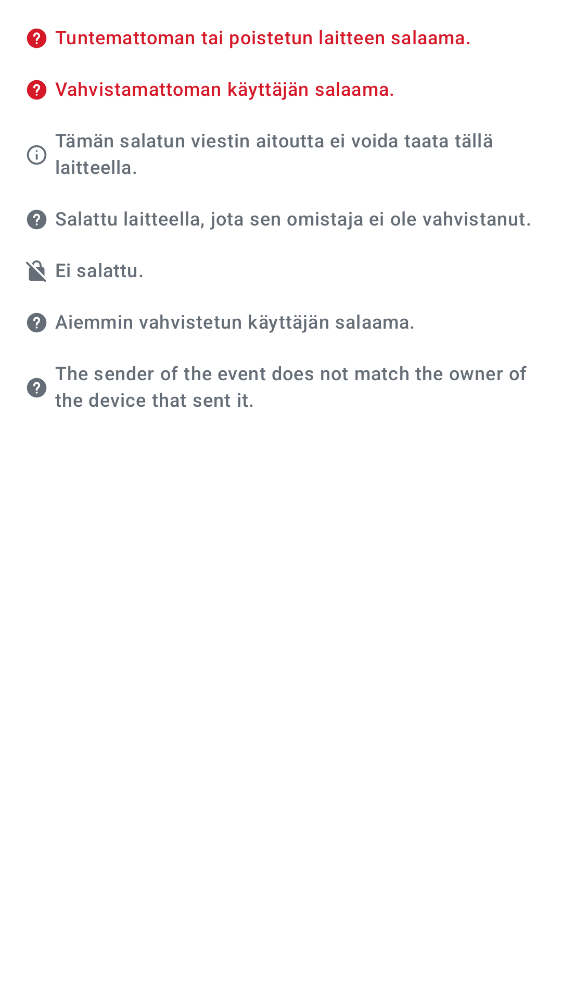 Tuntemattoman tai poistetun laitteen salaama.
Vahvistamattoman käyttäjän salaama.
Tämän salatun viestin aitoutta ei voida taata tällä
laitteella.
Salattu laitteella, jota sen omistaja ei ole vahvistanut.
Ei salattu.
Aiemmin vahvistetun käyttäjän salaama.
The sender of the event does not match the owner of
the device that sent it.